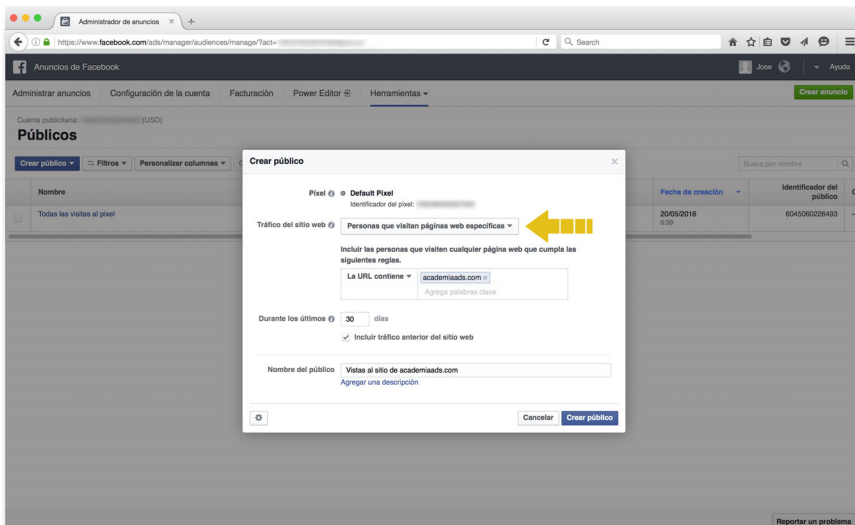 Administrador de anuncios
https://www.facebook.com/ads/manager/audiences/manage/?act=
Search
Anuncios de Facebook
Jose
Ayuda
Administrar anuncios Configuración de la cuenta Facturación Power Editor Herramientas
Crear anuncio
Cuenta publicitaria: (USD)
Públicos
Crear público Filtros Personalizar columnas
Busca por nombre
Nombre
Fecha de creación
Identificador del público
Todas las visitas al pixel
20/05/2016
6:39
6045060226493
Crear público
Píxel Default Pixel
Identificador del píxel:
Tráfico del sitio web Personas que visitan páginas web específicas
Incluir las personas que visiten cualquier página web que cumpla las
siguientes reglas.
La URL contiene academiaads.com ×
Agrega palabras clave
Durante los últimos 30 días
Incluir tráfico anterior del sitio web
Nombre del público Vistas al sitio de academiaads.com
Agregar una descripción
Cancelar Crear público
Reportar un problema